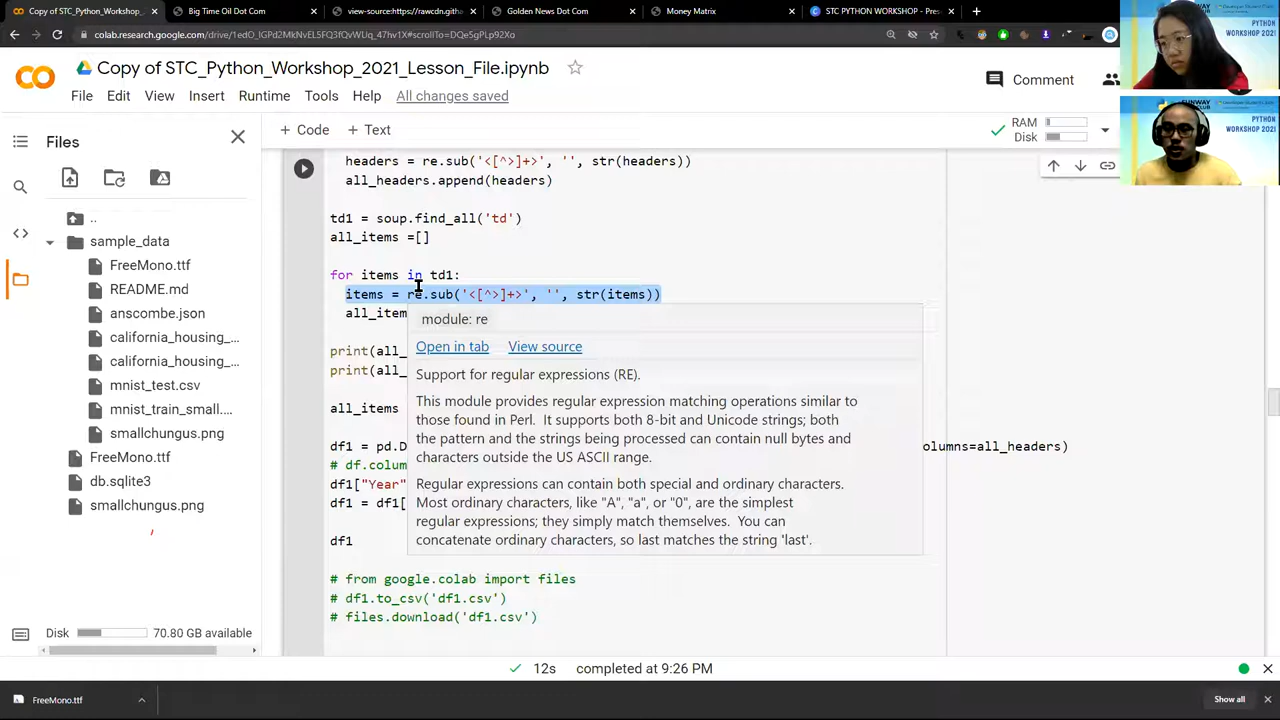 Copy of STC_Python_Workshop_2021
Big Time Oil Dot Com
view-source:https://rawcdn.gith
Golden News Dot Com
Money Matrix
STC PYTHON WORKSHOP - Pres
colab.research.google.com/drive/1edO_IGPd2MkNvEL5FQ3fQvWUq_47hv1X#scrollTo=DQe5gPLp92Xa
Copy of STC_Python_Workshop_2021_Lesson_File.ipynb
Comment
File Edit View Insert Runtime Tools Help All changes saved
+ Code + Text
RAM
Disk
Files
..
sample_data
FreeMono.ttf
README.md
anscombe.json
california_housing_...
california_housing_...
mnist_test.csv
mnist_train_small....
smallchungus.png
FreeMono.ttf
db.sqlite3
smallchungus.png
Disk 70.80 GB available
headers = re.sub('<[^>]+>', '', str(headers))
all_headers.append(headers)
td1 = soup.find_all('td')
all_items =[]
for items in td1:
items = re.sub('<[^>]+>', '', str(items))
all_item
print(all_
print(all_
all_items
df1 = pd.D
olumns=all_headers)
# df.colum
df1["Year"
df1 = df1[
df1
# from google.colab import files
# df1.to_csv('df1.csv')
# files.download('df1.csv')
module: re
Open in tab View source
Support for regular expressions (RE).
This module provides regular expression matching operations similar to
those found in Perl. It supports both 8-bit and Unicode strings; both
the pattern and the strings being processed can contain null bytes and
characters outside the US ASCII range.
Regular expressions can contain both special and ordinary characters.
Most ordinary characters, like "A", "a", or "0", are the simplest
regular expressions; they simply match themselves. You can
concatenate ordinary characters, so last matches the string 'last'.
12s completed at 9:26 PM
FreeMono.ttf
Show all
PYTHON
WORKSHOP 2021
PYTHON
WORKSHOP 2021